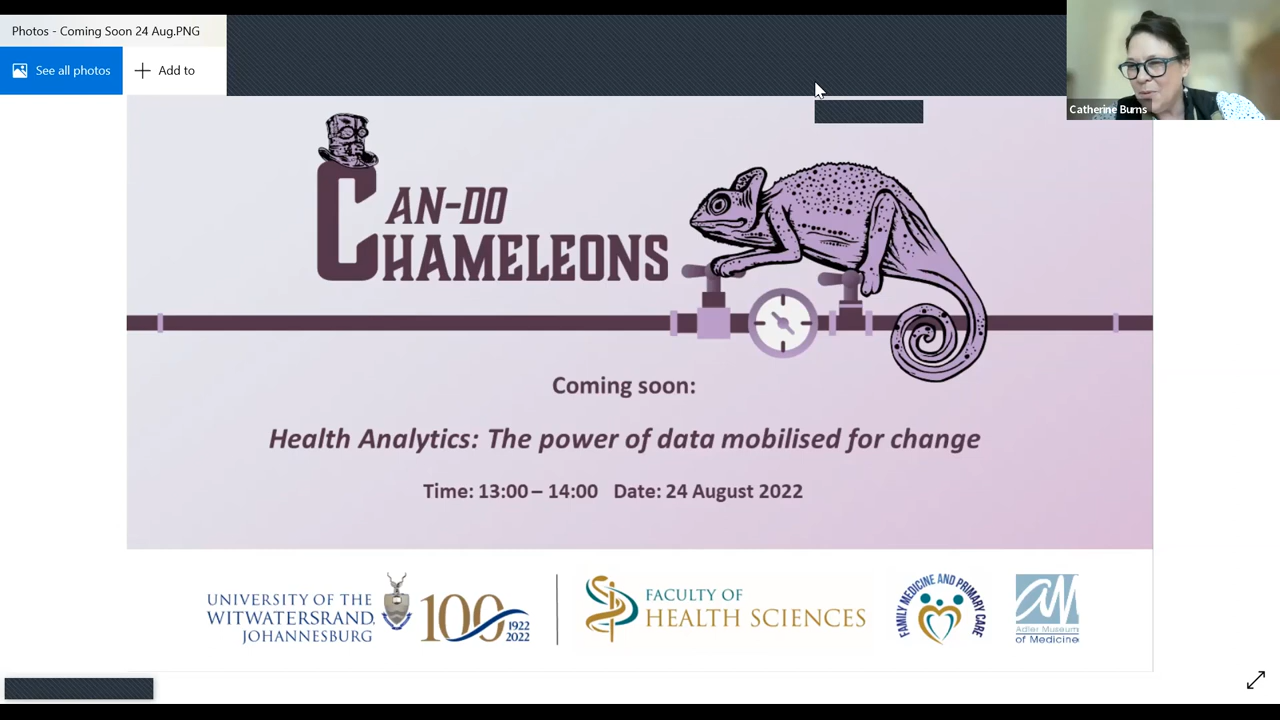 Photos - Coming Soon 24 Aug.PNG
See all photos
Add to
Catherine Burns
CAN-DO
CHAMELEONS
Coming soon:
Health Analytics: The power of data mobilised for change
Time: 13:00 – 14:00 Date: 24 August 2022
UNIVERSITY OF THE
WITWATERSRAND,
JOHANNESBURG
100
1922
2022
FACULTY OF
HEALTH SCIENCES
FAMILY MEDICINE AND PRIMARY CARE
AM
Adler Museum
of Medicine